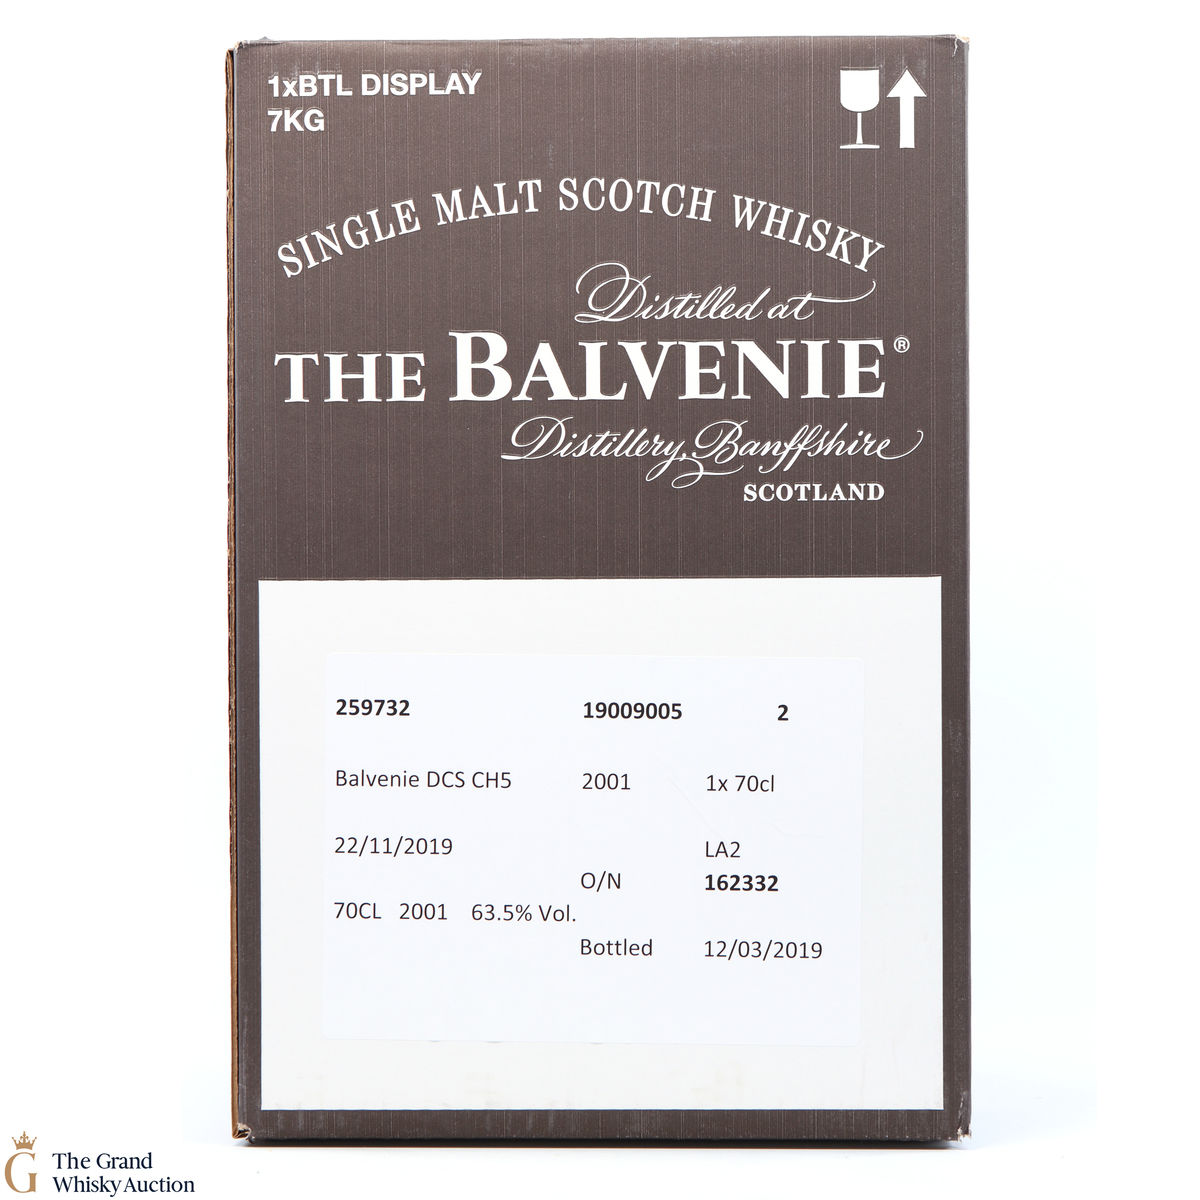 1xBTL DISPLAY
7KG
SINGLE MALT SCOTCH WHISKY
Distilled at
THE BALVENIE®
Distillery, Banffshire
SCOTLAND
259732 19009005 2
Balvenie DCS CH5 2001 1x 70cl
22/11/2019 LA2
O/N 162332
70CL 2001 63.5% Vol.
Bottled 12/03/2019
G The Grand
Whisky Auction